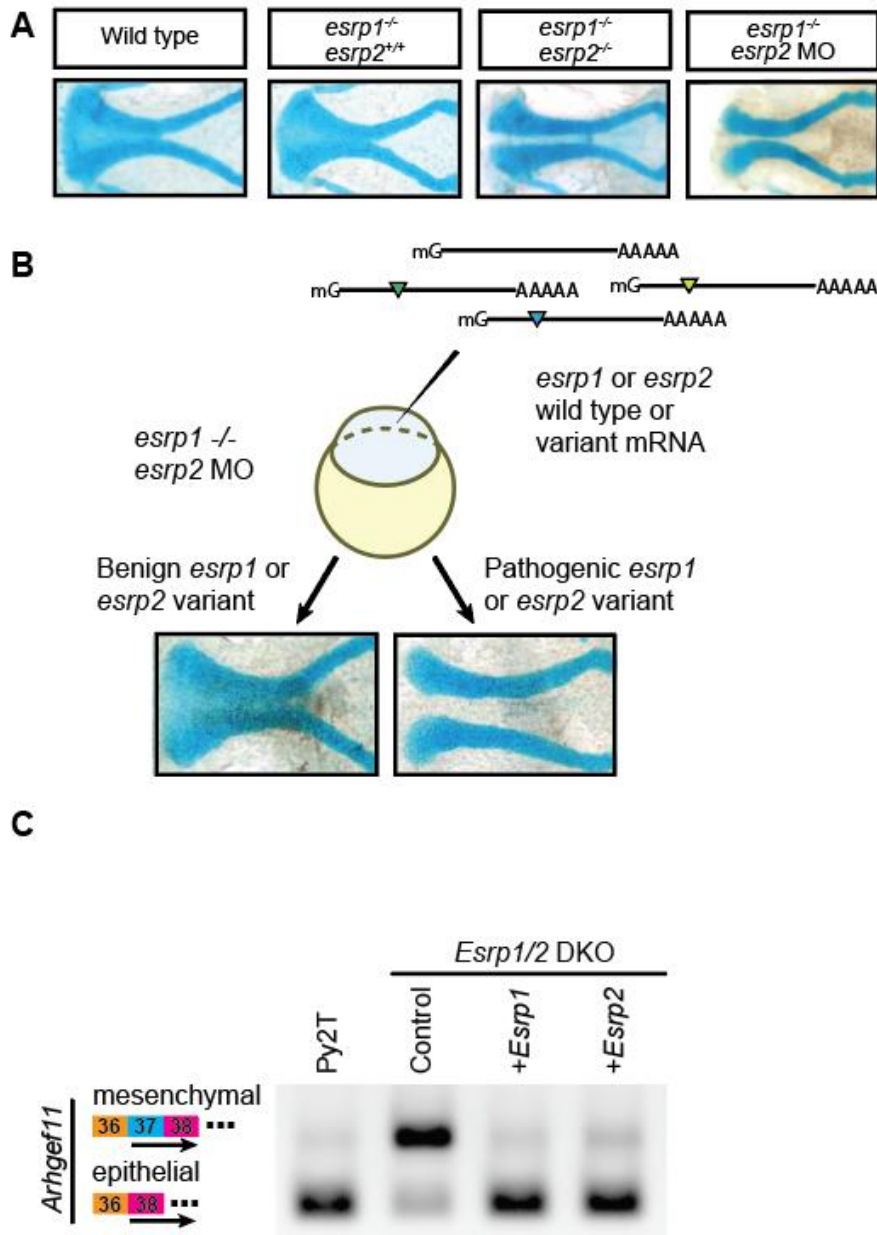 A
Wild type
esrp1-/-
esrp2+/+
esrp1-/-
esrp2-/-
esrp1-/-
esrp2 MO
B
mG AAAAA
mG AAAAA
mG AAAAA
mG AAAAA
esrp1 or esrp2
wild type or
variant mRNA
esrp1 -/-
esrp2 MO
Benign esrp1 or
esrp2 variant
Pathogenic esrp1
or esrp2 variant
C
Esrp1/2 DKO
Py2T
Control
+Esrp1
+Esrp2
Arhgef11
mesenchymal
36 37 38
epithelial
36 38